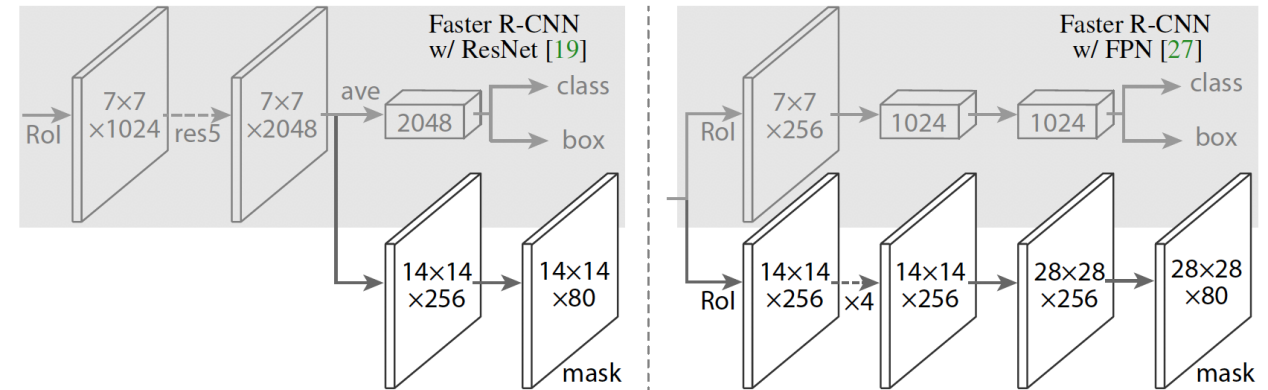 Faster R-CNN
w/ ResNet [19]
RoI
7×7
×1024
res5
7×7
×2048
ave
2048
class
box
14×14
×256
14×14
×80
mask
Faster R-CNN
w/ FPN [27]
RoI
7×7
×256
1024
1024
class
box
RoI
14×14
×256
×4
14×14
×256
28×28
×256
28×28
×80
mask